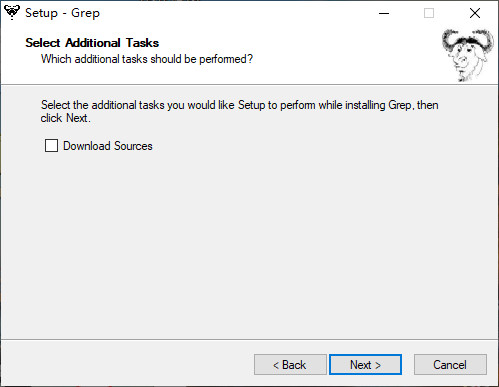 Setup - Grep
Select Additional Tasks
Which additional tasks should be performed?
Select the additional tasks you would like Setup to perform while installing Grep, then
click Next.
Download Sources
< Back
Next >
Cancel